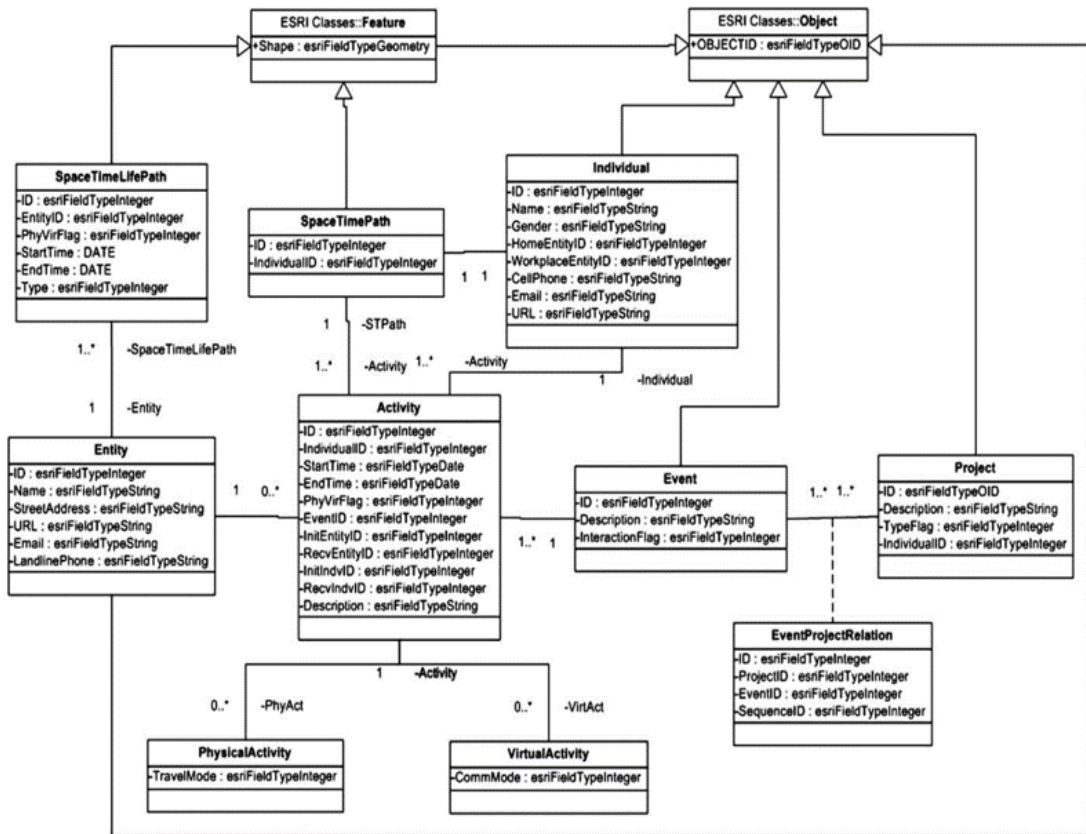 ESRI Classes::Feature
+Shape : esriFieldTypeGeometry
ESRI Classes::Object
+OBJECTID : esriFieldTypeOID
SpaceTimeLifePath
-ID : esriFieldTypeInteger
-EntityID : esriFieldTypeInteger
-PhyVirFlag : esriFieldTypeInteger
-StartTime : DATE
-EndTime : DATE
-Type : esriFieldTypeInteger
SpaceTimePath
-ID : esriFieldTypeInteger
-IndividualID : esriFieldTypeInteger
Individual
-ID : esriFieldTypeInteger
-Name : esriFieldTypeString
-Gender : esriFieldTypeString
-HomeEntityID : esriFieldTypeInteger
-WorkplaceEntityID : esriFieldTypeInteger
-CellPhone : esriFieldTypeString
-Email : esriFieldTypeString
-URL : esriFieldTypeString
1 1
1 -STPath
1..* -SpaceTimeLifePath
1..* -Activity
1..* -Activity
1 -Individual
1 -Entity
Entity
-ID : esriFieldTypeInteger
-Name : esriFieldTypeString
-StreetAddress : esriFieldTypeString
-URL : esriFieldTypeString
-Email : esriFieldTypeString
-LandlinePhone : esriFieldTypeString
1 0..*
Activity
-ID : esriFieldTypeInteger
-IndividualID : esriFieldTypeInteger
-StartTime : esriFieldTypeDate
-EndTime : esriFieldTypeDate
-PhyVirFlag : esriFieldTypeInteger
-EventID : esriFieldTypeInteger
-InitEntityID : esriFieldTypeInteger
-RecvEntityID : esriFieldTypeInteger
-InitIndvID : esriFieldTypeInteger
-RecvIndvID : esriFieldTypeInteger
-Description : esriFieldTypeString
1..* 1
Event
-ID : esriFieldTypeInteger
-Description : esriFieldTypeString
-InteractionFlag : esriFieldTypeInteger
1..* 1..*
Project
-ID : esriFieldTypeOID
-Description : esriFieldTypeString
-TypeFlag : esriFieldTypeInteger
-IndividualID : esriFieldTypeInteger
EventProjectRelation
-ID : esriFieldTypeInteger
-ProjectID : esriFieldTypeInteger
-EventID : esriFieldTypeInteger
-SequenceID : esriFieldTypeInteger
1 -Activity
0..* -PhyAct
0..* -VirtAct
PhysicalActivity
-TravelMode : esriFieldTypeInteger
VirtualActivity
-CommMode : esriFieldTypeInteger